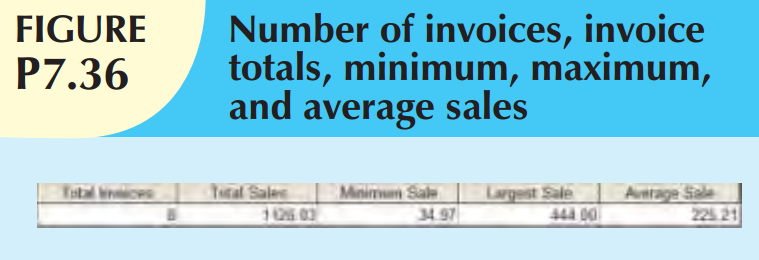 FIGURE
P7.36
Number of invoices, invoice
totals, minimum, maximum,
and average sales
Total Invoices Total Sales Minimum Sale Largest Sale Average Sale
8 1126.03 34.97 444.00 225.21